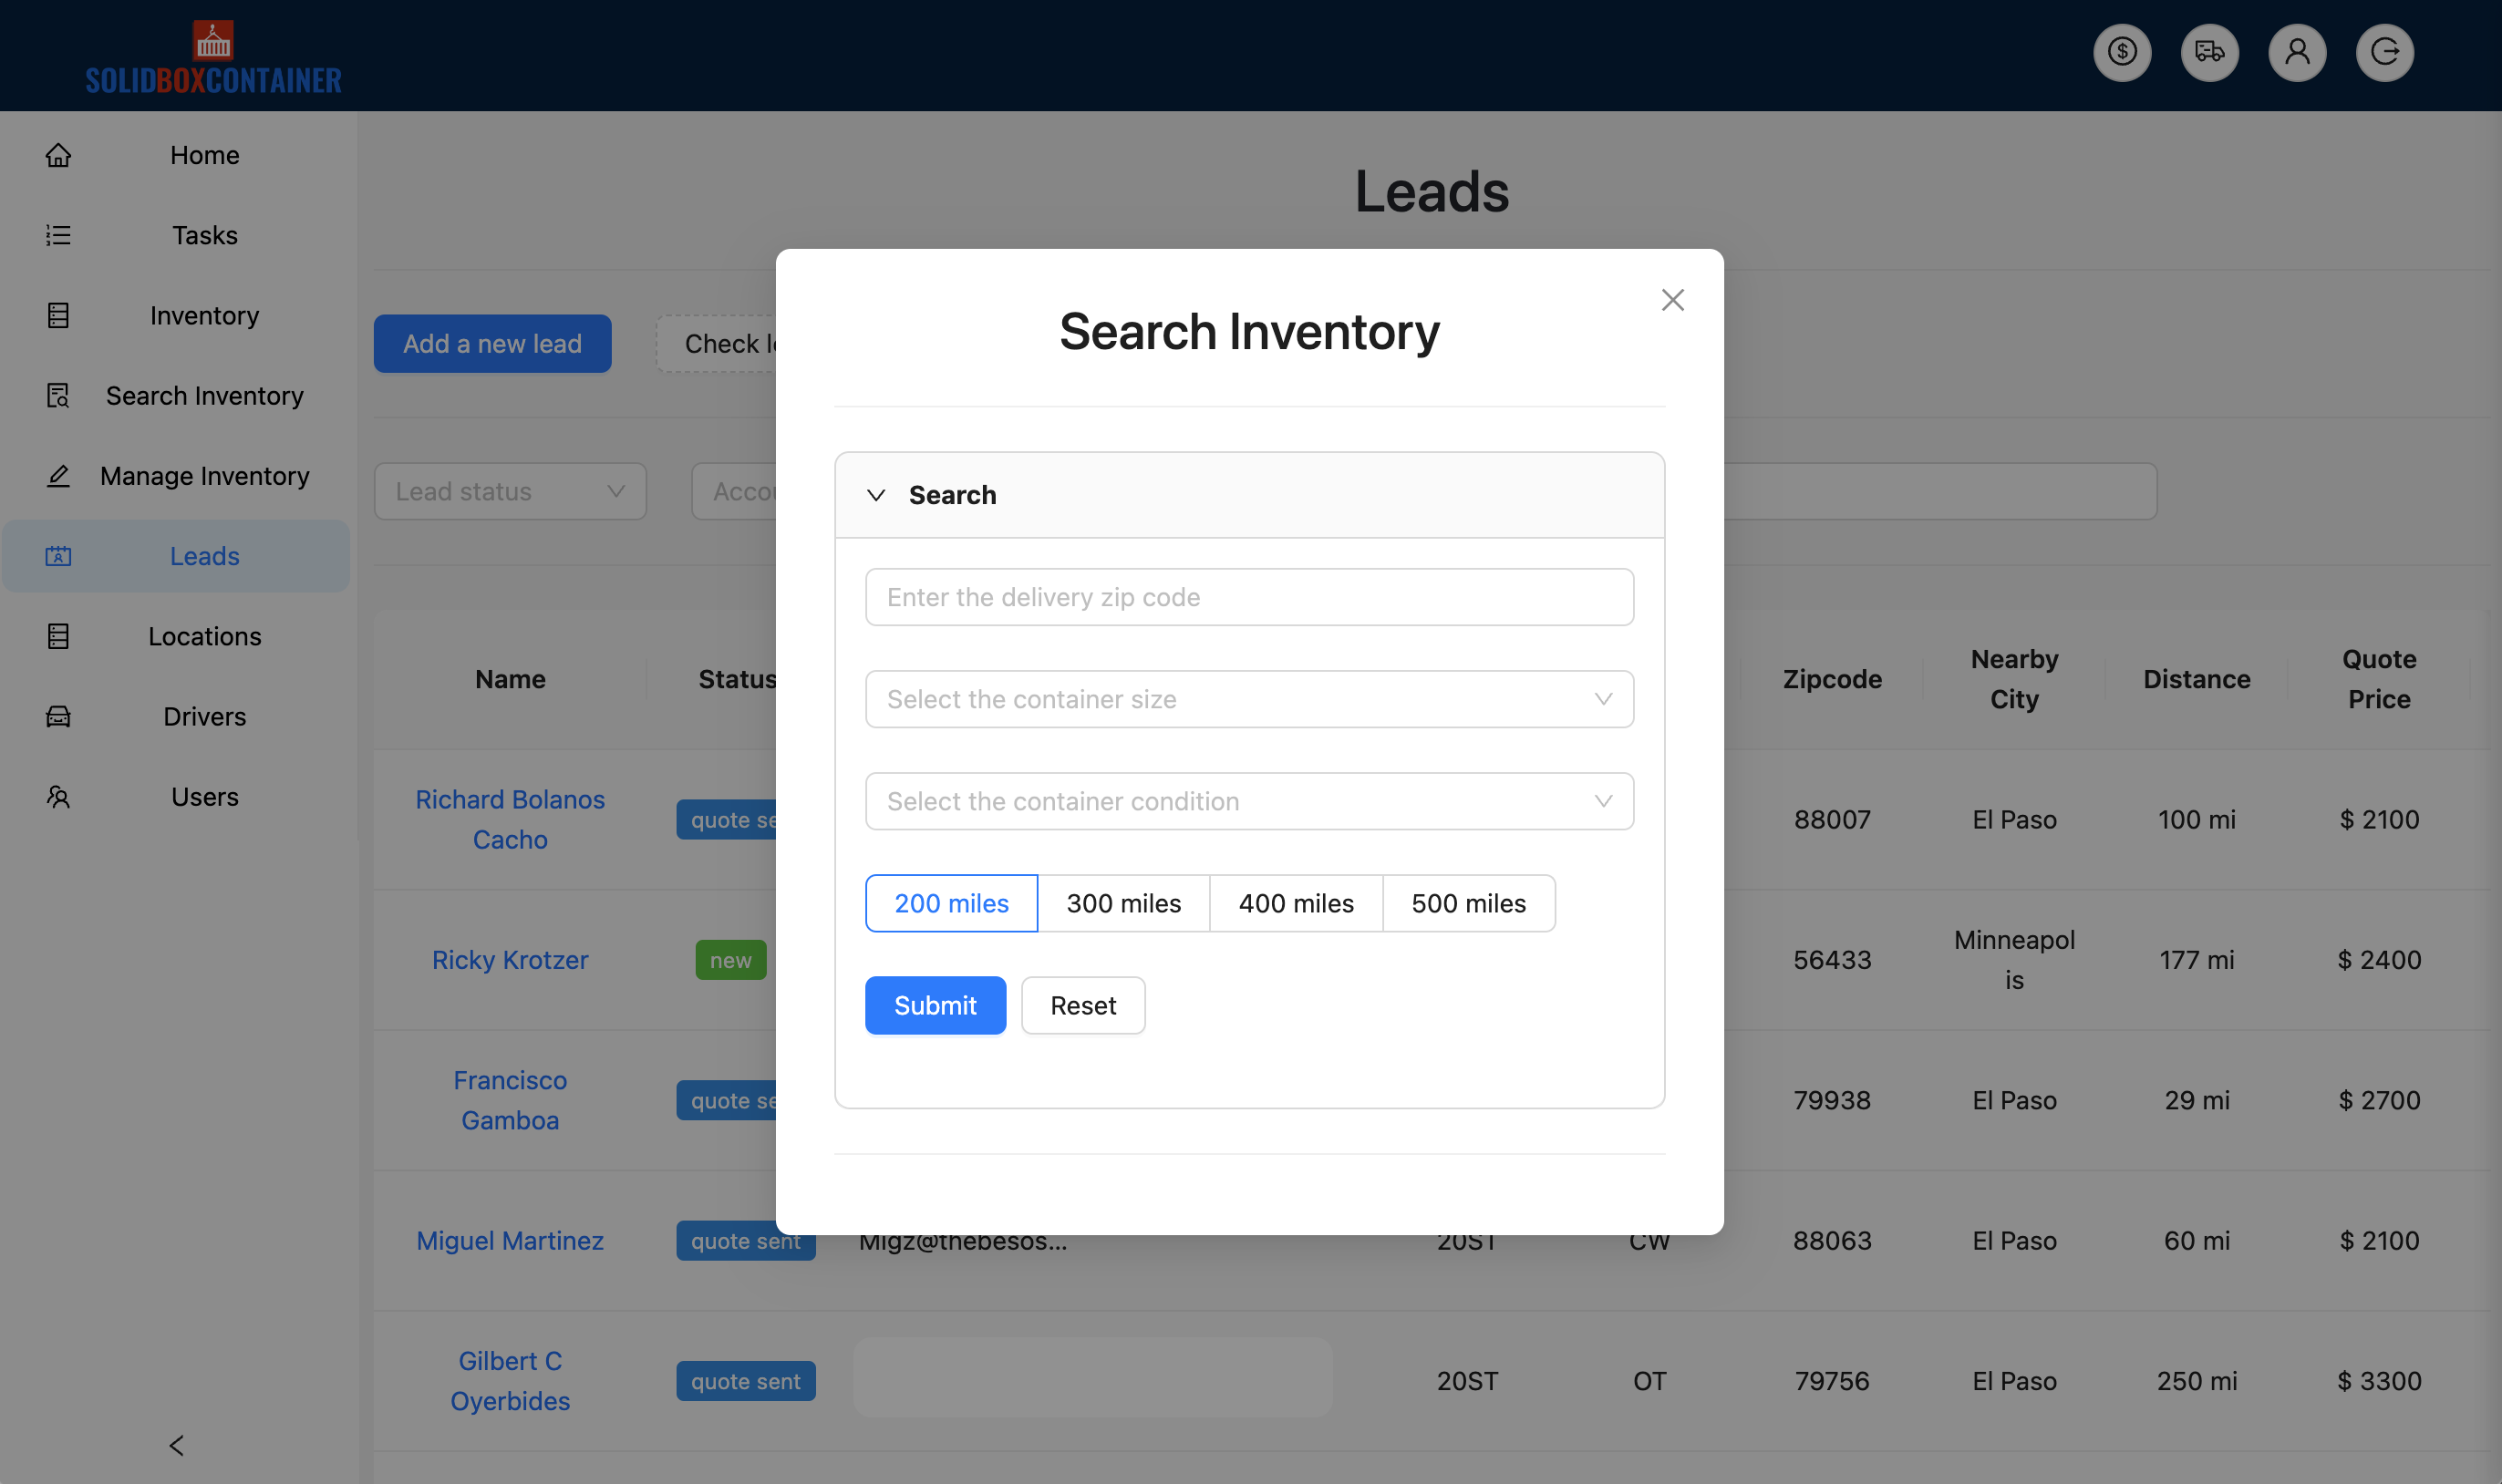 SOLIDBOXCONTAINER
Home
Tasks
Inventory
Search Inventory
Manage Inventory
Leads
Locations
Drivers
Users
Leads
Add a new lead
Check
Lead status
Search Inventory
Search
Enter the delivery zip code
Select the container size
Select the container condition
200 miles 300 miles 400 miles 500 miles
Submit Reset
Name Status Zipcode Nearby City Distance Quote Price
Richard Bolanos Cacho quote 88007 El Paso 100 mi $ 2100
Ricky Krotzer new 56433 Minneapolis 177 mi $ 2400
Francisco Gamboa quote 79938 El Paso 29 mi $ 2700
Miguel Martinez quote sent Migz@thebesos... 20ST CW 88063 El Paso 60 mi $ 2100
Gilbert C Oyerbides quote sent 20ST OT 79756 El Paso 250 mi $ 3300